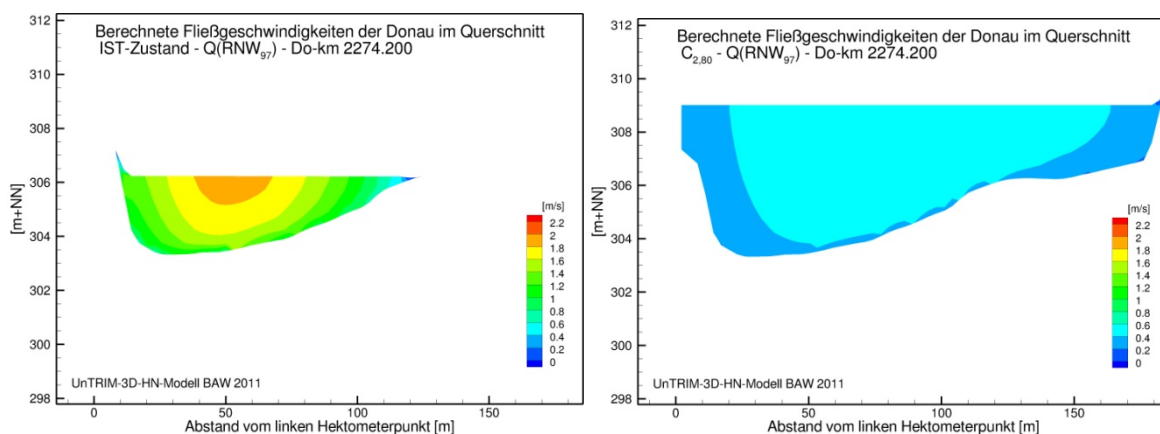 Berechnete Fließgeschwindigkeiten der Donau im Querschnitt
IST-Zustand - Q(RNW97) - Do-km 2274.200
312
310
308
306
304
302
300
298
[m+NN]
[m/s]
2.2
2
1.8
1.6
1.4
1.2
1
0.8
0.6
0.4
0.2
0
UnTRIM-3D-HN-Modell BAW 2011
0 50 100 150
Abstand vom linken Hektometerpunkt [m]
Berechnete Fließgeschwindigkeiten der Donau im Querschnitt
C2,80 - Q(RNW97) - Do-km 2274.200
312
310
308
306
304
302
300
298
[m+NN]
[m/s]
2.2
2
1.8
1.6
1.4
1.2
1
0.8
0.6
0.4
0.2
0
UnTRIM-3D-HN-Modell BAW 2011
0 50 100 150
Abstand vom linken Hektometerpunkt [m]